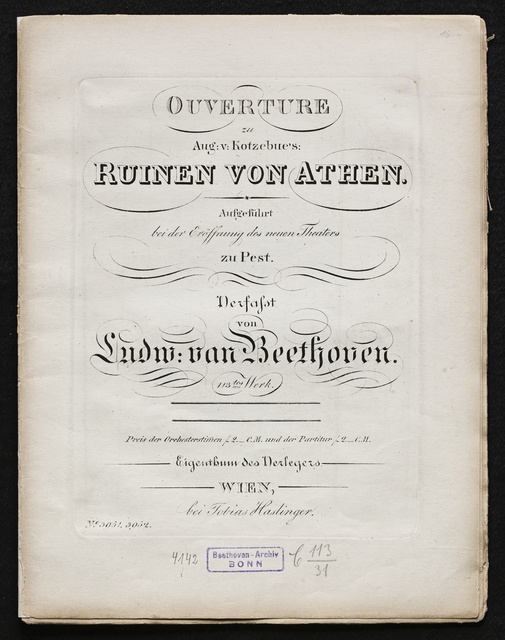 OUVERTURE
zu
Aug: v: Kotzebue's:
RUINEN VON ATHEN.
Aufgeführt
bei der Eröffnung des neuen Theaters
zu Pest.
Verfaßt
von
Ludw: van Beethoven.
113tes Werk.
Preis der Orchesterstimen f 2._ C.M. und der Partitur f 2._ C.M.
Eigenthum des Verlegers
WIEN,
bei Tobias Haslinger.
No. 5051. 5052.
4142
Beethoven-Archiv
BONN
C 113
31